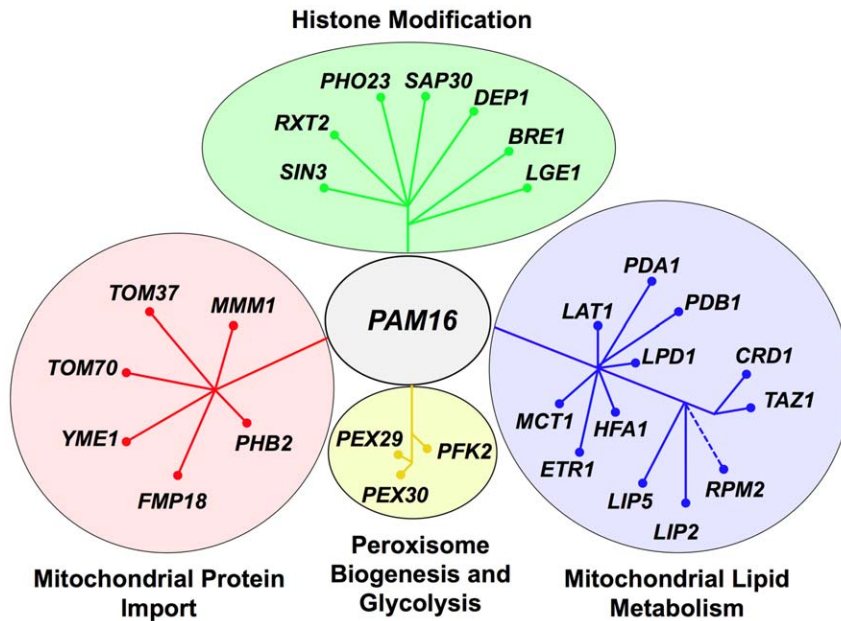 Histone Modification
PHO23
SAP30
DEP1
RXT2
BRE1
SIN3
LGE1
TOM37
MMM1
TOM70
YME1
PHB2
FMP18
Mitochondrial Protein
Import
PAM16
PEX29
PFK2
PEX30
Peroxisome
Biogenesis and
Glycolysis
PDA1
LAT1
PDB1
LPD1
CRD1
TAZ1
MCT1
HFA1
ETR1
RPM2
LIP5
LIP2
Mitochondrial Lipid
Metabolism